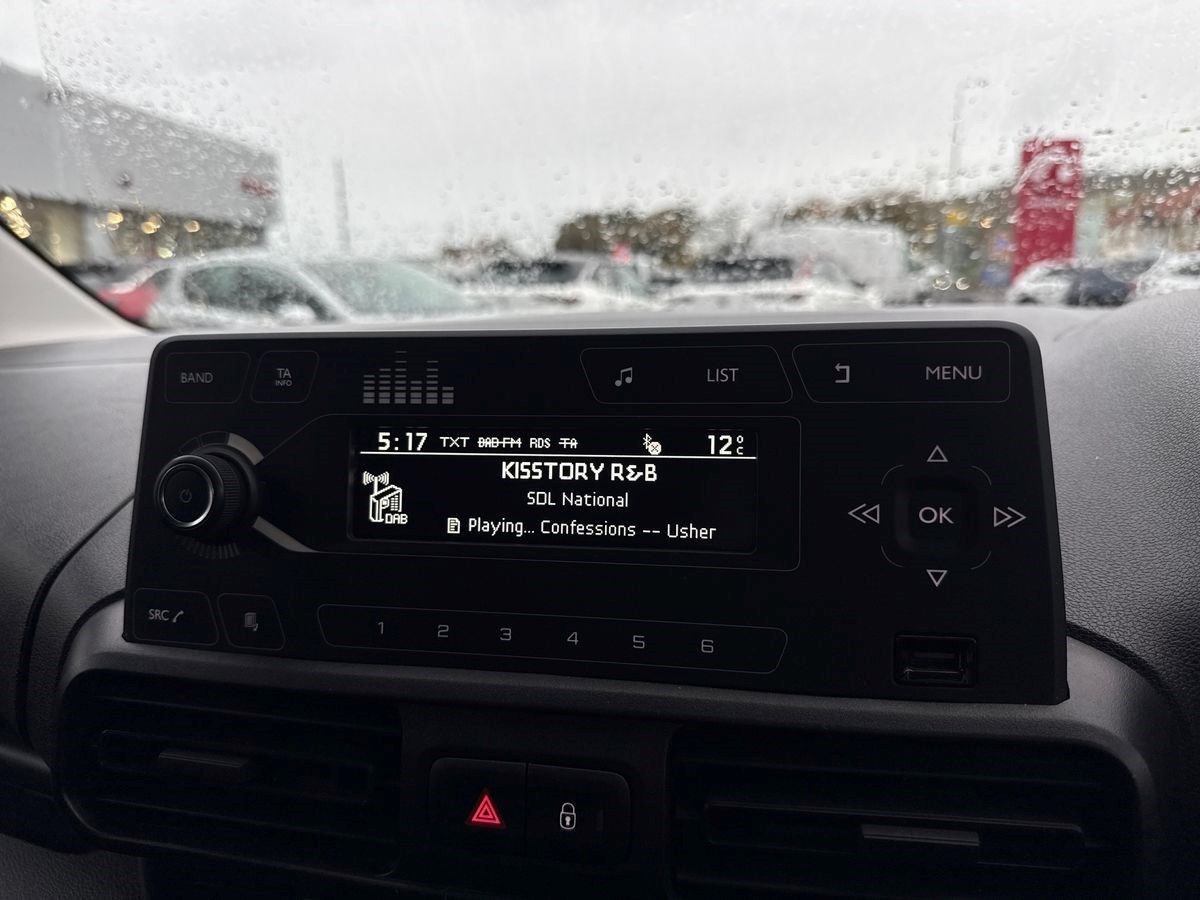 BAND
TA
INFO
LIST
MENU
5:17 TXT DAB-FM RDS TA 12°C
KISSTORY R&B
SDL National
DAB
Playing... Confessions -- Usher
OK
SRC
1 2 3 4 5 6